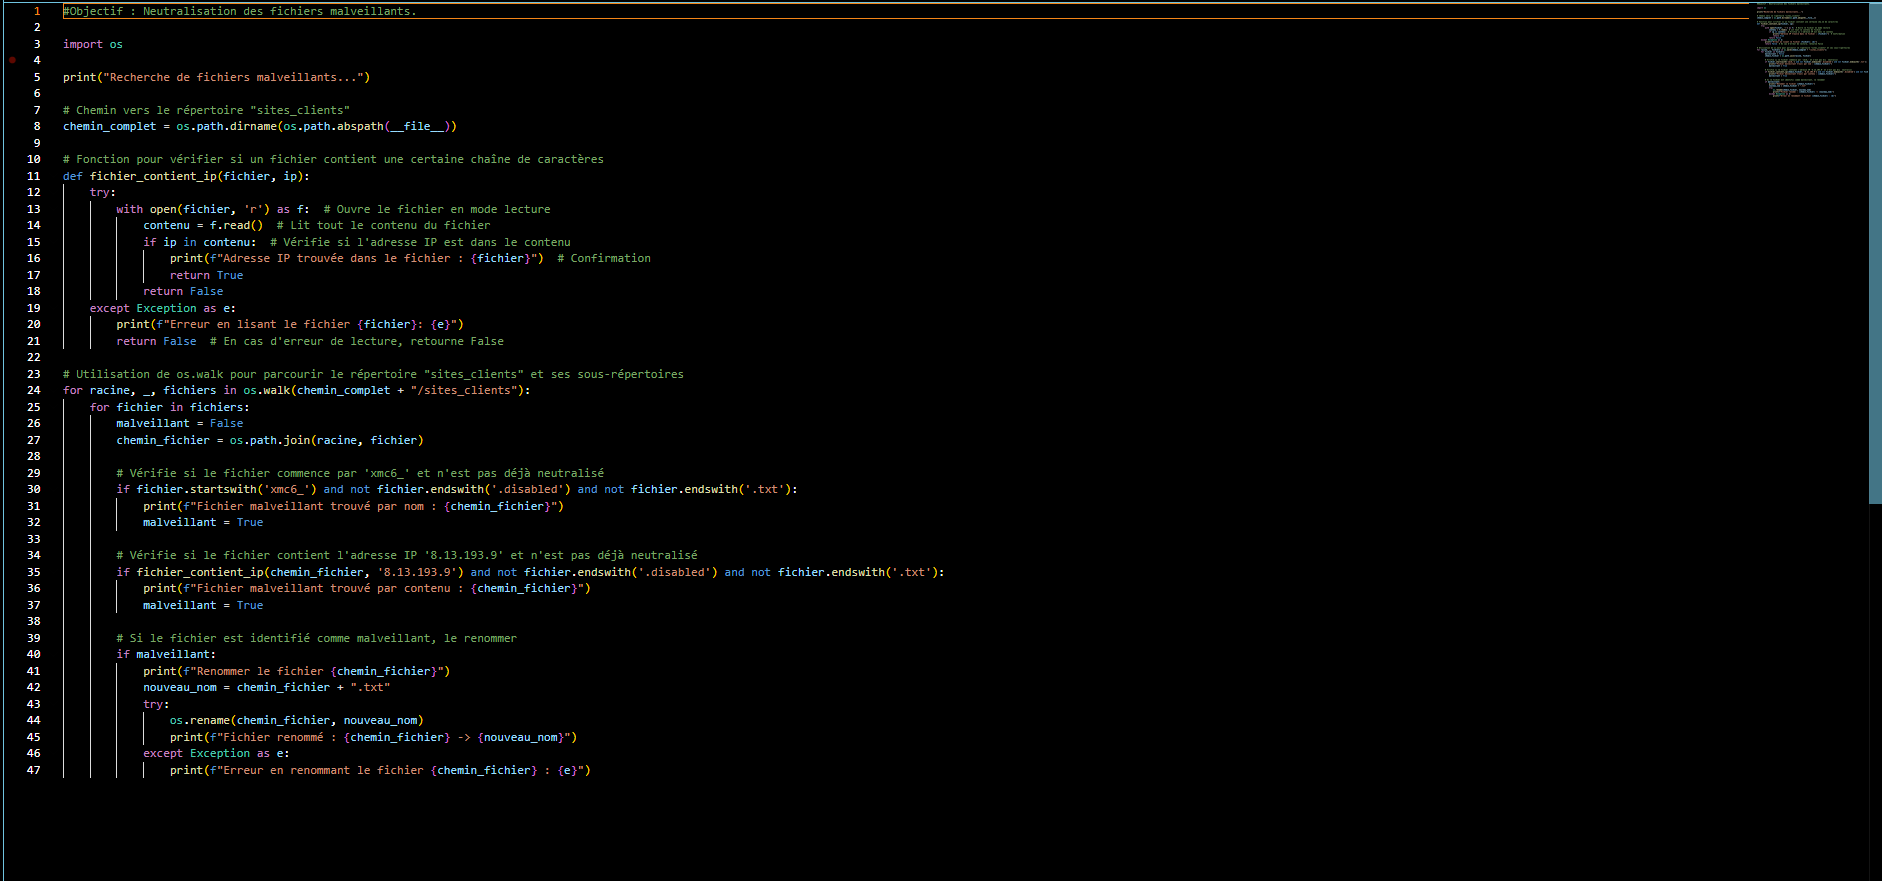 1 #Objectif : Neutralisation des fichiers malveillants.
2
3 import os
4
5 print("Recherche de fichiers malveillants...")
6
7 # Chemin vers le répertoire "sites_clients"
8 chemin_complet = os.path.dirname(os.path.abspath(__file__))
9
10 # Fonction pour vérifier si un fichier contient une certaine chaîne de caractères
11 def fichier_contient_ip(fichier, ip):
12     try:
13         with open(fichier, 'r') as f:  # Ouvre le fichier en mode lecture
14             contenu = f.read()  # Lit tout le contenu du fichier
15             if ip in contenu:  # Vérifie si l'adresse IP est dans le contenu
16                 print(f"Adresse IP trouvée dans le fichier : {fichier}")  # Confirmation
17                 return True
18             return False
19     except Exception as e:
20         print(f"Erreur en lisant le fichier {fichier}: {e}")
21         return False  # En cas d'erreur de lecture, retourne False
22
23 # Utilisation de os.walk pour parcourir le répertoire "sites_clients" et ses sous-répertoires
24 for racine, _, fichiers in os.walk(chemin_complet + "/sites_clients"):
25     for fichier in fichiers:
26         malveillant = False
27         chemin_fichier = os.path.join(racine, fichier)
28
29         # Vérifie si le fichier commence par 'xmc6_' et n'est pas déjà neutralisé
30         if fichier.startswith('xmc6_') and not fichier.endswith('.disabled') and not fichier.endswith('.txt'):
31             print(f"Fichier malveillant trouvé par nom : {chemin_fichier}")
32             malveillant = True
33
34         # Vérifie si le fichier contient l'adresse IP '8.13.193.9' et n'est pas déjà neutralisé
35         if fichier_contient_ip(chemin_fichier, '8.13.193.9') and not fichier.endswith('.disabled') and not fichier.endswith('.txt'):
36             print(f"Fichier malveillant trouvé par contenu : {chemin_fichier}")
37             malveillant = True
38
39         # Si le fichier est identifié comme malveillant, le renommer
40         if malveillant:
41             print(f"Renommer le fichier {chemin_fichier}")
42             nouveau_nom = chemin_fichier + ".txt"
43             try:
44                 os.rename(chemin_fichier, nouveau_nom)
45                 print(f"Fichier renommé : {chemin_fichier} -> {nouveau_nom}")
46             except Exception as e:
47                 print(f"Erreur en renommant le fichier {chemin_fichier} : {e}")